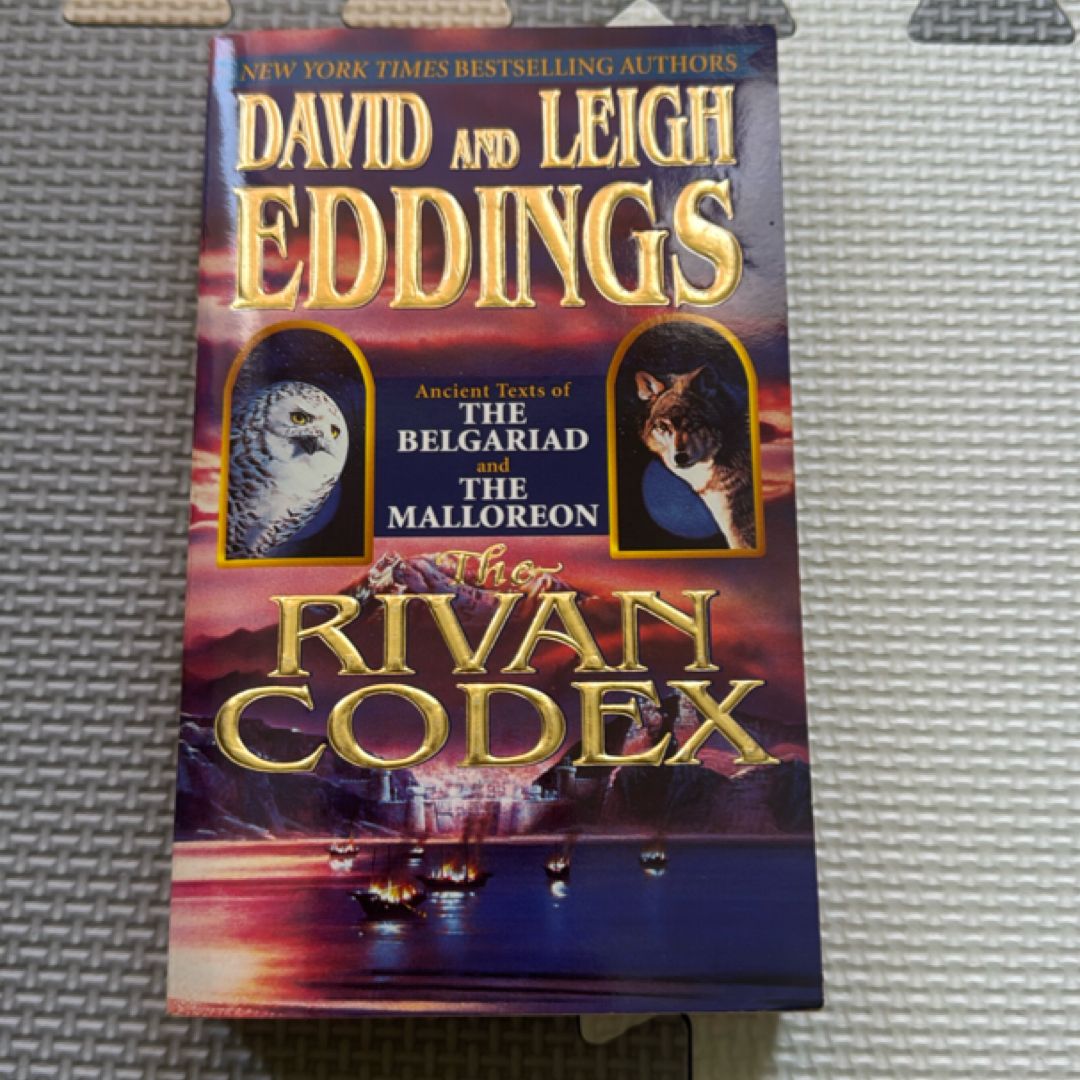 NEW YORK TIMES BESTSELLING AUTHORS
DAVID AND LEIGH
EDDINGS
Ancient Texts of
THE
BELGARIAD
and
THE
MALLOREON
The
RIVAN
CODEX